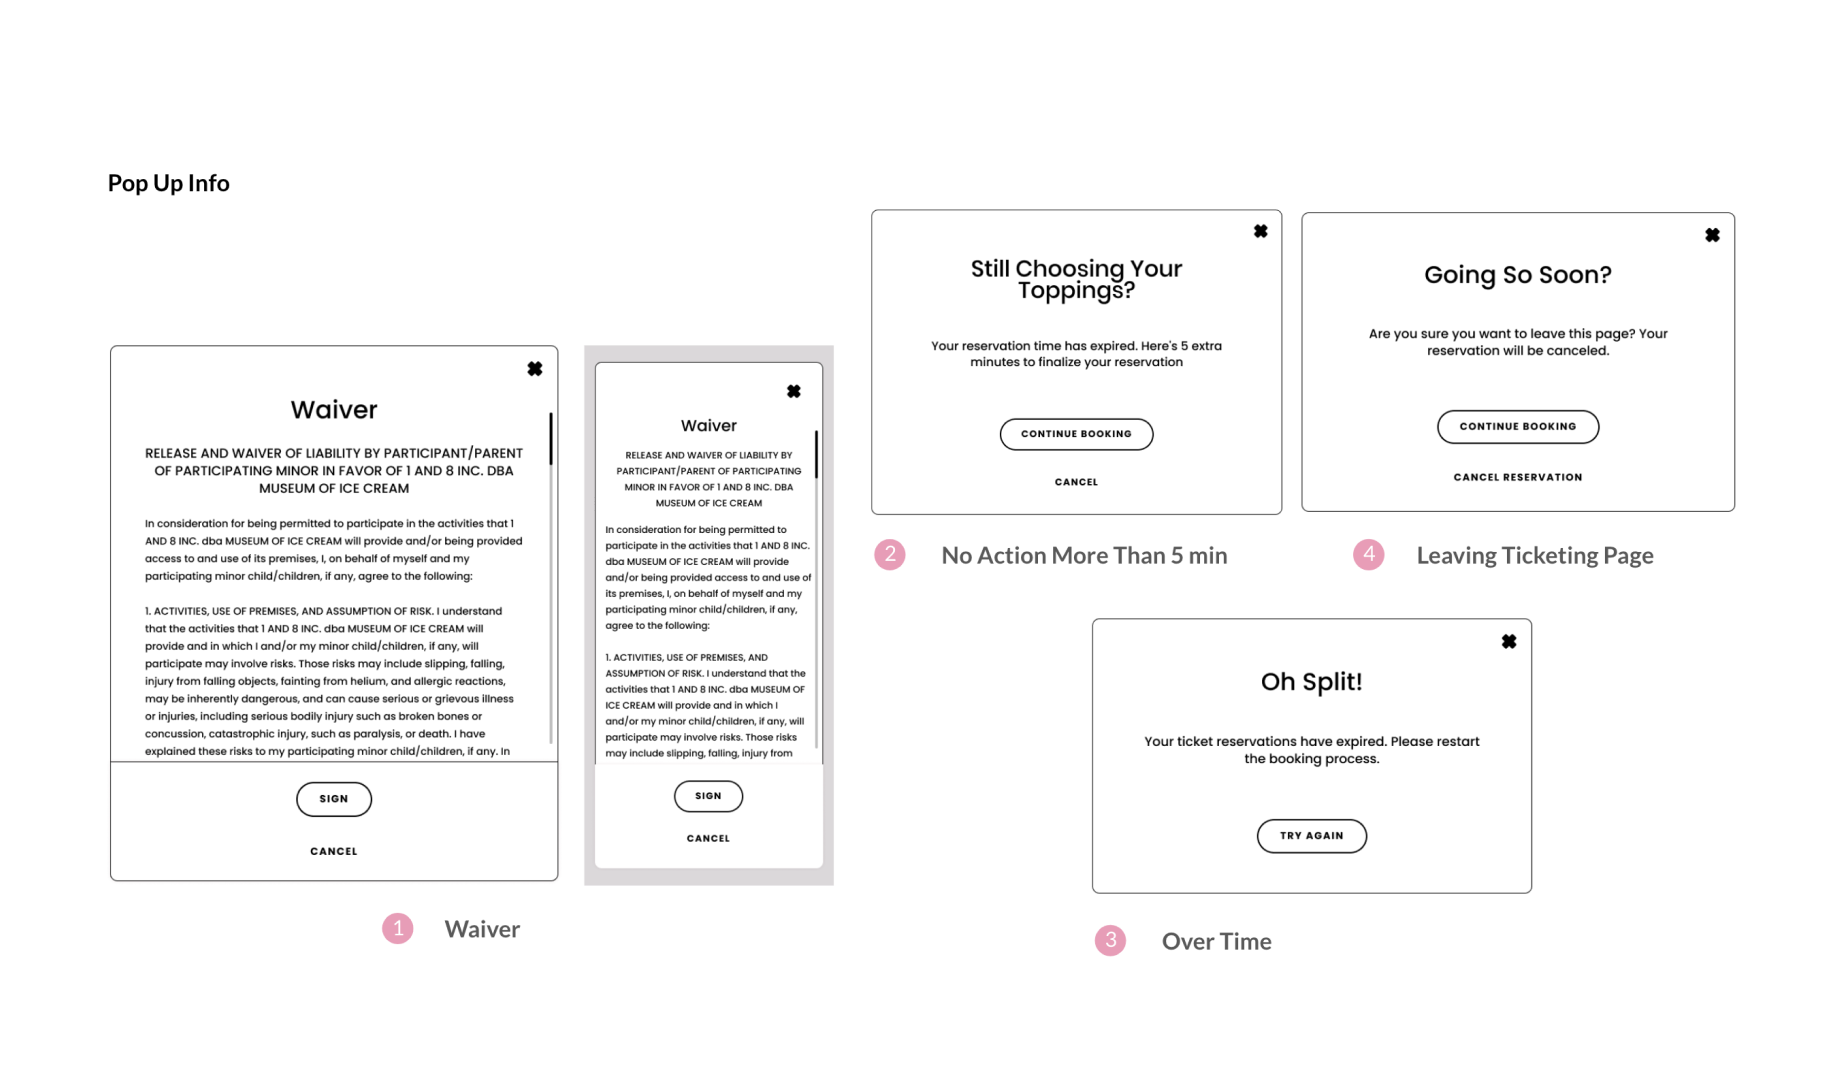 Pop Up Info
Waiver
RELEASE AND WAIVER OF LIABILITY BY PARTICIPANT/PARENT
OF PARTICIPATING MINOR IN FAVOR OF 1 AND 8 INC. DBA
MUSEUM OF ICE CREAM
In consideration for being permitted to participate in the activities that 1
AND 8 INC. dba MUSEUM OF ICE CREAM will provide and/or being provided
access to and use of its premises, I, on behalf of myself and my
participating minor child/children, if any, agree to the following:
1. ACTIVITIES, USE OF PREMISES, AND ASSUMPTION OF RISK. I understand
that the activities that 1 AND 8 INC. dba MUSEUM OF ICE CREAM will
provide and in which I and/or my minor child/children, if any, will
participate may involve risks. Those risks may include slipping, falling,
injury from falling objects, fainting from helium, and allergic reactions,
may be inherently dangerous, and can cause serious or grievous illness
or injuries, including serious bodily injury such as broken bones or
concussion, catastrophic injury, such as paralysis, or death. I have
explained these risks to my participating minor child/children, if any. In
SIGN
CANCEL
Waiver
RELEASE AND WAIVER OF LIABILITY BY
PARTICIPANT/PARENT OF PARTICIPATING
MINOR IN FAVOR OF 1 AND 8 INC. DBA
MUSEUM OF ICE CREAM
In consideration for being permitted to
participate in the activities that 1 AND 8 INC.
dba MUSEUM OF ICE CREAM will provide
and/or being provided access to and use of
its premises, I, on behalf of myself and my
participating minor child/children, if any,
agree to the following:
1. ACTIVITIES, USE OF PREMISES, AND
ASSUMPTION OF RISK. I understand that the
activities that 1 AND 8 INC. dba MUSEUM OF
ICE CREAM will provide and in which I
and/or my minor child/children, if any, will
participate may involve risks. Those risks
may include slipping, falling, injury from
SIGN
CANCEL
1 Waiver
Still Choosing Your
Toppings?
Your reservation time has expired. Here's 5 extra
minutes to finalize your reservation
CONTINUE BOOKING
CANCEL
2 No Action More Than 5 min
Going So Soon?
Are you sure you want to leave this page? Your
reservation will be canceled.
CONTINUE BOOKING
CANCEL RESERVATION
4 Leaving Ticketing Page
Oh Split!
Your ticket reservations have expired. Please restart
the booking process.
TRY AGAIN
3 Over Time